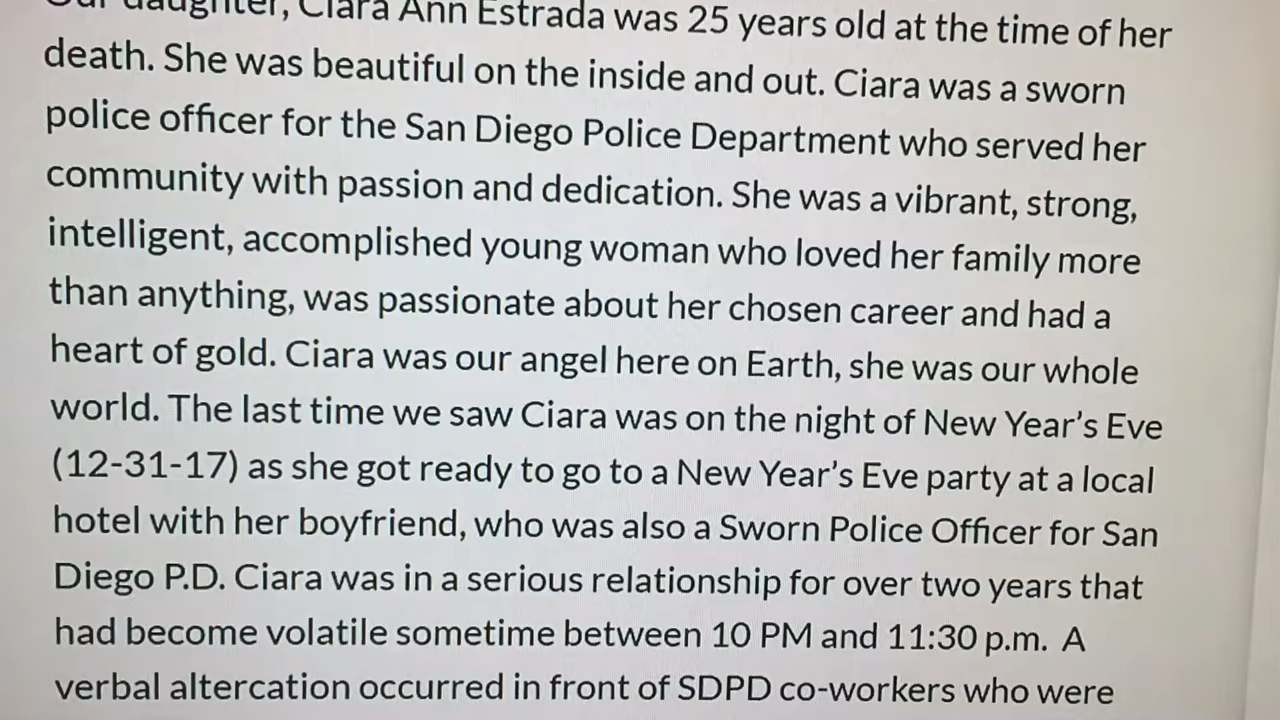 Our daughter, Ciara Ann Estrada was 25 years old at the time of her
death. She was beautiful on the inside and out. Ciara was a sworn
police officer for the San Diego Police Department who served her
community with passion and dedication. She was a vibrant, strong,
intelligent, accomplished young woman who loved her family more
than anything, was passionate about her chosen career and had a
heart of gold. Ciara was our angel here on Earth, she was our whole
world. The last time we saw Ciara was on the night of New Year’s Eve
(12-31-17) as she got ready to go to a New Year’s Eve party at a local
hotel with her boyfriend, who was also a Sworn Police Officer for San
Diego P.D. Ciara was in a serious relationship for over two years that
had become volatile sometime between 10 PM and 11:30 p.m. A
verbal altercation occurred in front of SDPD co-workers who were